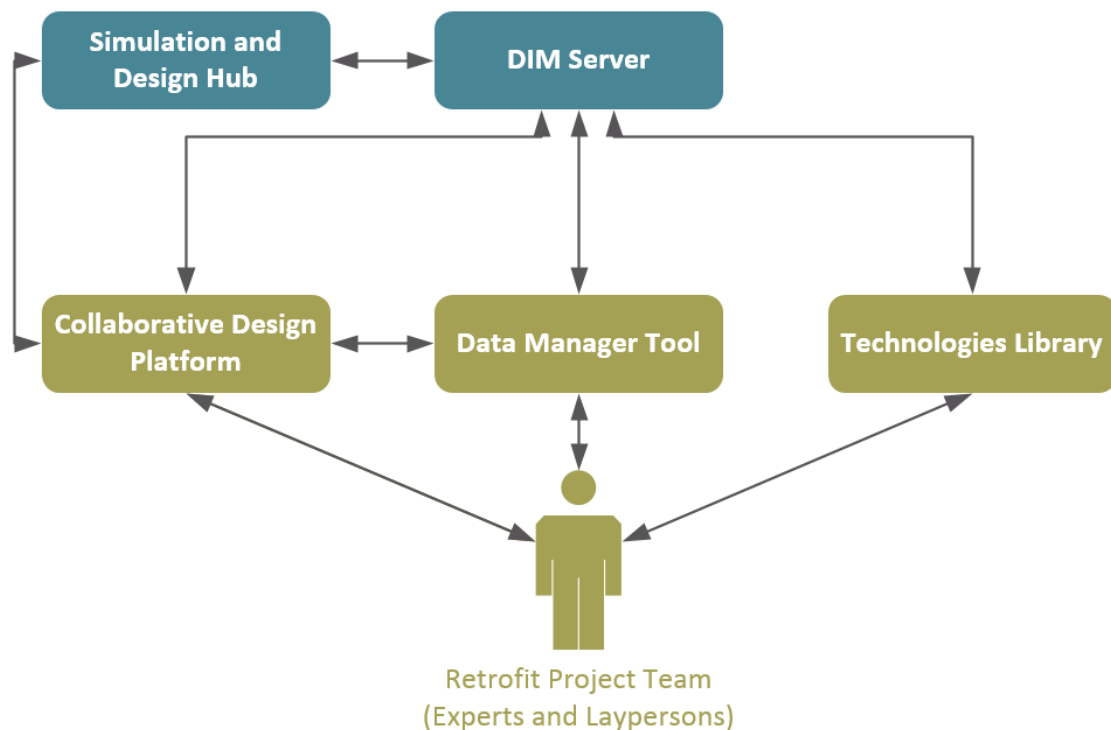 Simulation and
Design Hub
DIM Server
Collaborative Design
Platform
Data Manager Tool
Technologies Library
Retrofit Project Team
(Experts and Laypersons)